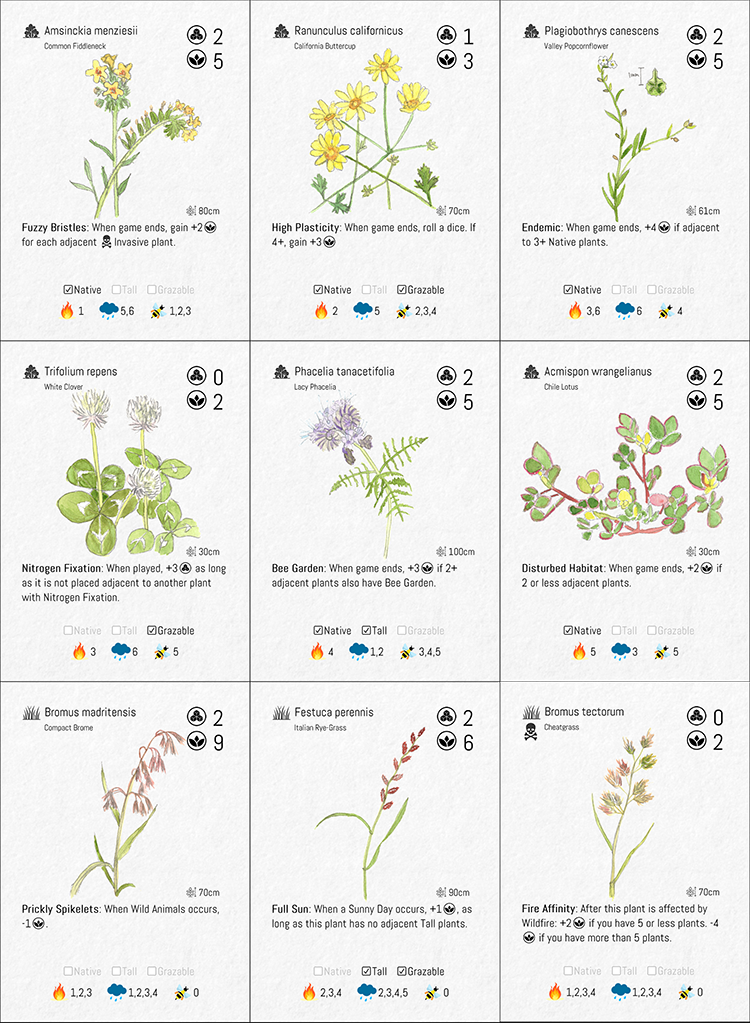 Amsinckia menziesii
Common Fiddleneck
2
5
80cm
Fuzzy Bristles: When game ends, gain +2
for each adjacent Invasive plant.
Native Tall Grazable
1 5,6 1,2,3
Ranunculus californicus
California Buttercup
1
3
70cm
High Plasticity: When game ends, roll a dice. If
4+, gain +3
Native Tall Grazable
2 5 2,3,4
Plagiobothrys canescens
Valley Popcornflower
2
5
1mm
61cm
Endemic: When game ends, +4 if adjacent
to 3+ Native plants.
Native Tall Grazable
3,6 6 4
Trifolium repens
White Clover
0
2
30cm
Nitrogen Fixation: When played, +3 as long
as it is not placed adjacent to another plant
with Nitrogen Fixation.
Native Tall Grazable
3 6 5
Phacelia tanacetifolia
Lacy Phacelia
2
5
100cm
Bee Garden: When game ends, +3 if 2+
adjacent plants also have Bee Garden.
Native Tall Grazable
4 1,2 3,4,5
Acmispon wrangelianus
Chile Lotus
2
5
30cm
Disturbed Habitat: When game ends, +2 if
2 or less adjacent plants.
Native Tall Grazable
5 3 5
Bromus madritensis
Compact Brome
2
9
70cm
Prickly Spikelets: When Wild Animals occurs,
-1.
Native Tall Grazable
1,2,3 1,2,3,4 0
Festuca perennis
Italian Rye-Grass
2
6
90cm
Full Sun: When a Sunny Day occurs, +1, as
long as this plant has no adjacent Tall plants.
Native Tall Grazable
2,3,4 2,3,4,5 0
Bromus tectorum
Cheatgrass
0
2
70cm
Fire Affinity: After this plant is affected by
Wildfire: +2 if you have 5 or less plants. -4
if you have more than 5 plants.
Native Tall Grazable
1,2,3,4 1,2,3,4 0